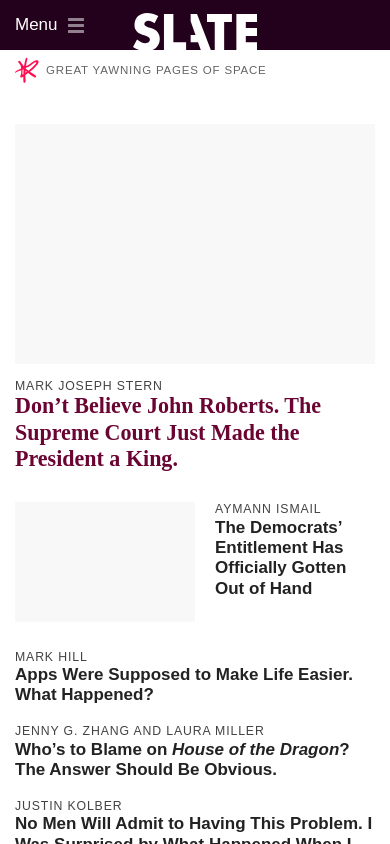 Menu
SLATE
GREAT YAWNING PAGES OF SPACE
MARK JOSEPH STERN
Don’t Believe John Roberts. The
Supreme Court Just Made the
President a King.
AYMANN ISMAIL
The Democrats’
Entitlement Has
Officially Gotten
Out of Hand
MARK HILL
Apps Were Supposed to Make Life Easier.
What Happened?
JENNY G. ZHANG AND LAURA MILLER
Who’s to Blame on House of the Dragon?
The Answer Should Be Obvious.
JUSTIN KOLBER
No Men Will Admit to Having This Problem. I
Was Surprised by What Happened When I